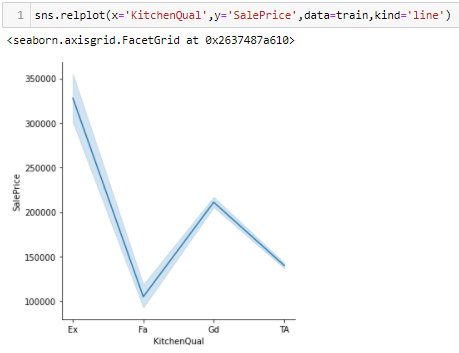 1 sns.relplot(x='KitchenQual',y='SalePrice',data=train,kind='line')
<seaborn.axisgrid.FacetGrid at 0x2637487a610>
350000
300000
250000
200000
150000
100000
SalePrice
Ex Fa Gd TA
KitchenQual